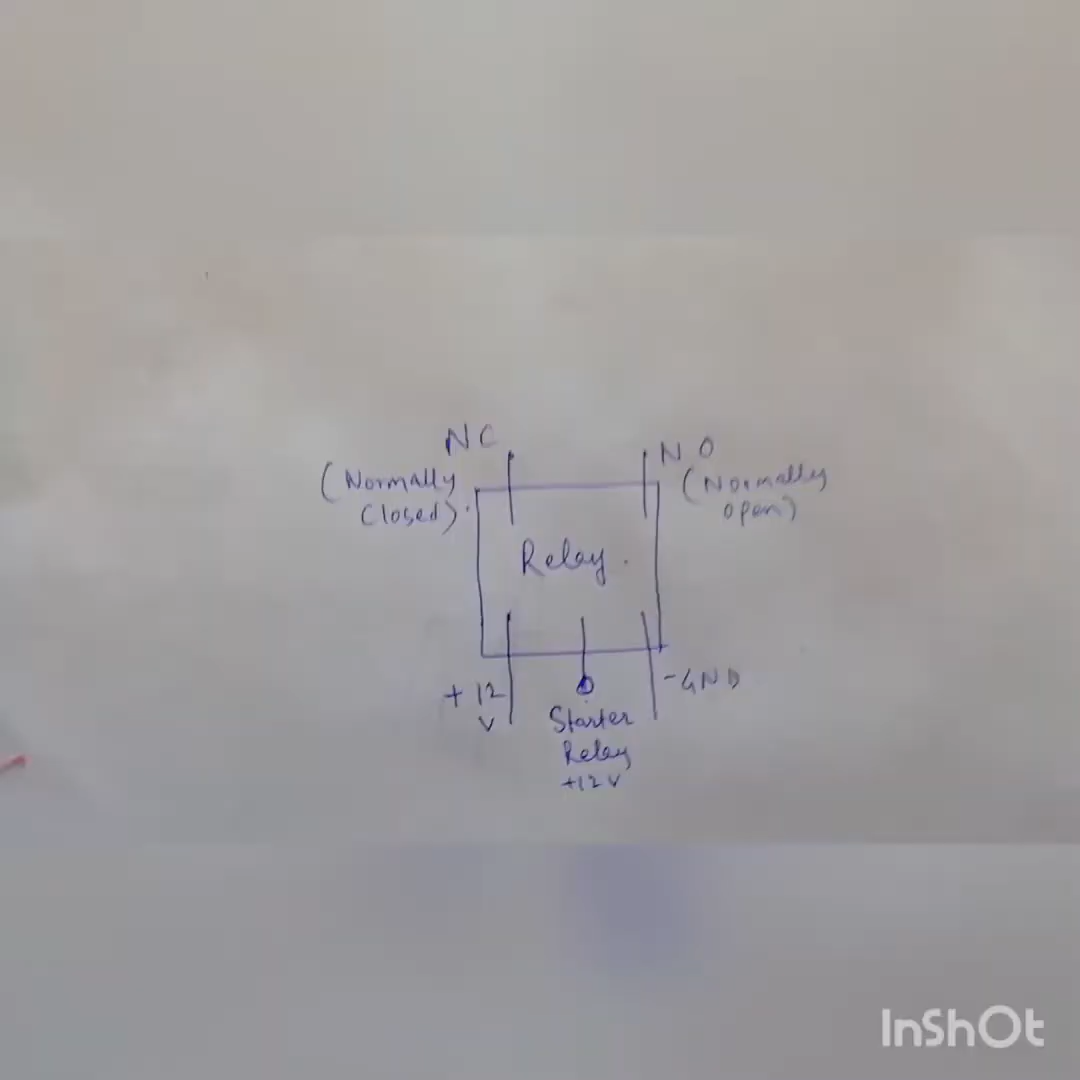 NC
(Normally
Closed).
NO
(Normally
open)
Relay.
+12
V
-GND
Starter
Relay
+12V
InShOt